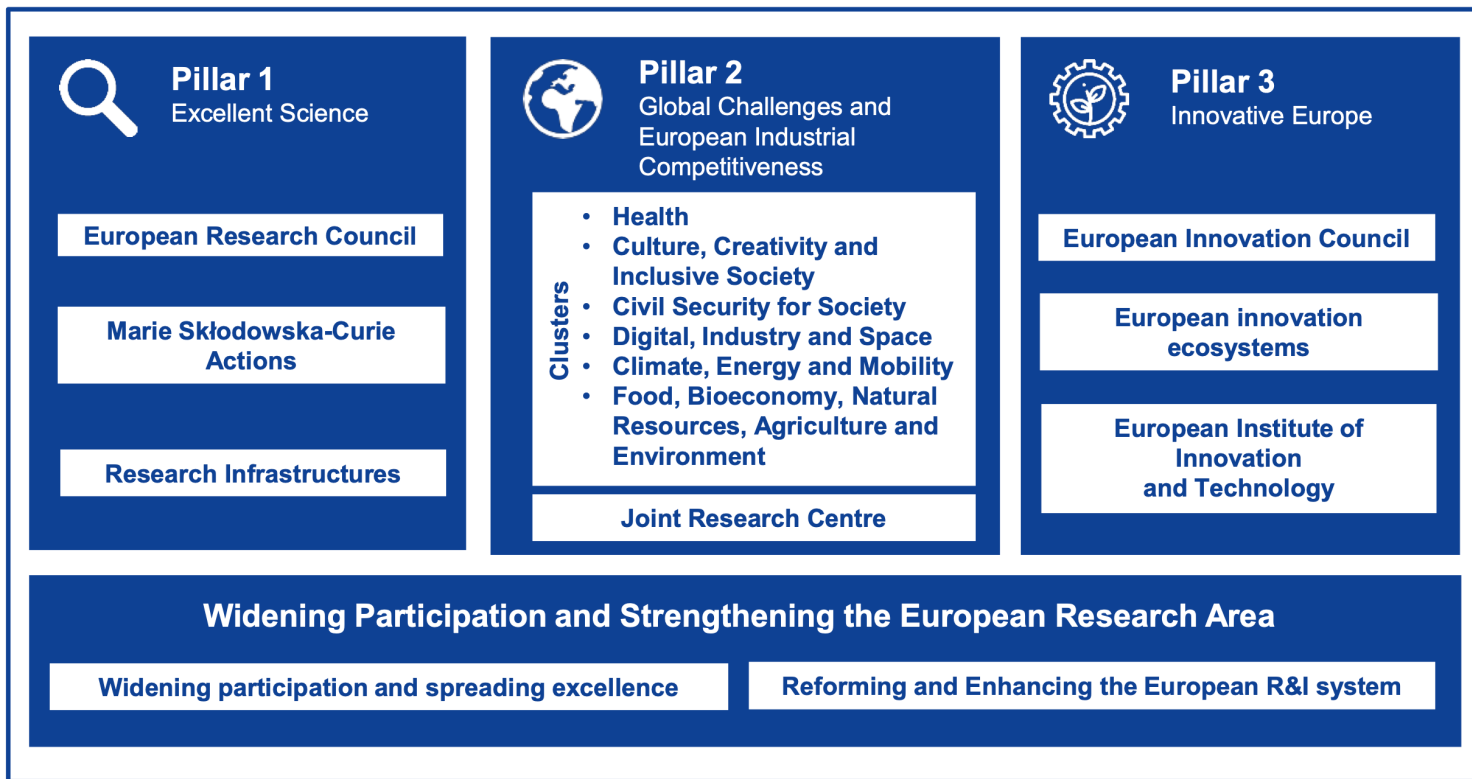 Pillar 1
Excellent Science
European Research Council
Marie Skłodowska-Curie
Actions
Research Infrastructures
Pillar 2
Global Challenges and
European Industrial
Competitiveness
Clusters
• Health
• Culture, Creativity and
Inclusive Society
• Civil Security for Society
• Digital, Industry and Space
• Climate, Energy and Mobility
• Food, Bioeconomy, Natural
Resources, Agriculture and
Environment
Joint Research Centre
Pillar 3
Innovative Europe
European Innovation Council
European innovation
ecosystems
European Institute of
Innovation
and Technology
Widening Participation and Strengthening the European Research Area
Widening participation and spreading excellence
Reforming and Enhancing the European R&I system